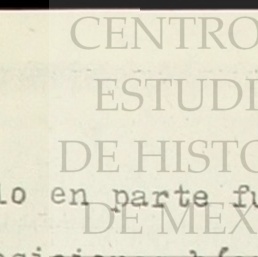 CENTRO
ESTUDI
DE HISTO
lo en parte fu
DE MEX